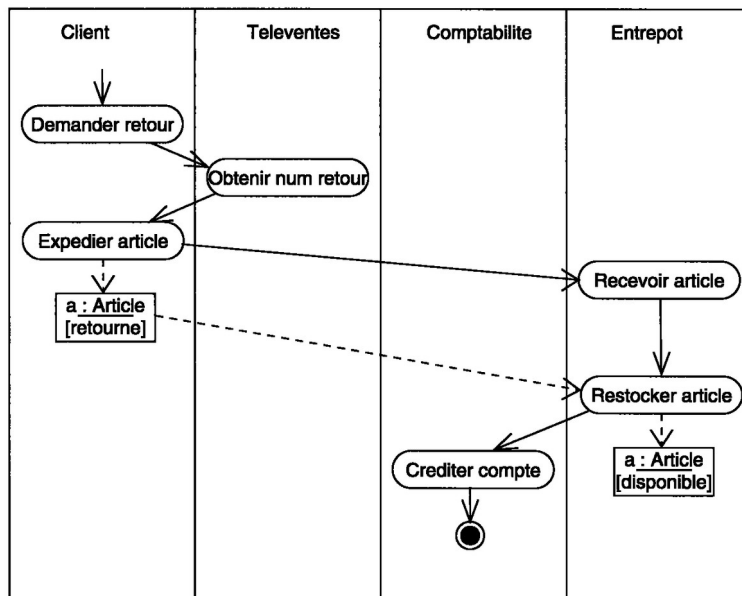 Client
Televentes
Comptabilite
Entrepot
Demander retour
Obtenir num retour
Expedier article
Recevoir article
a : Article
[retourne]
Restocker article
Crediter compte
a : Article
[disponible]